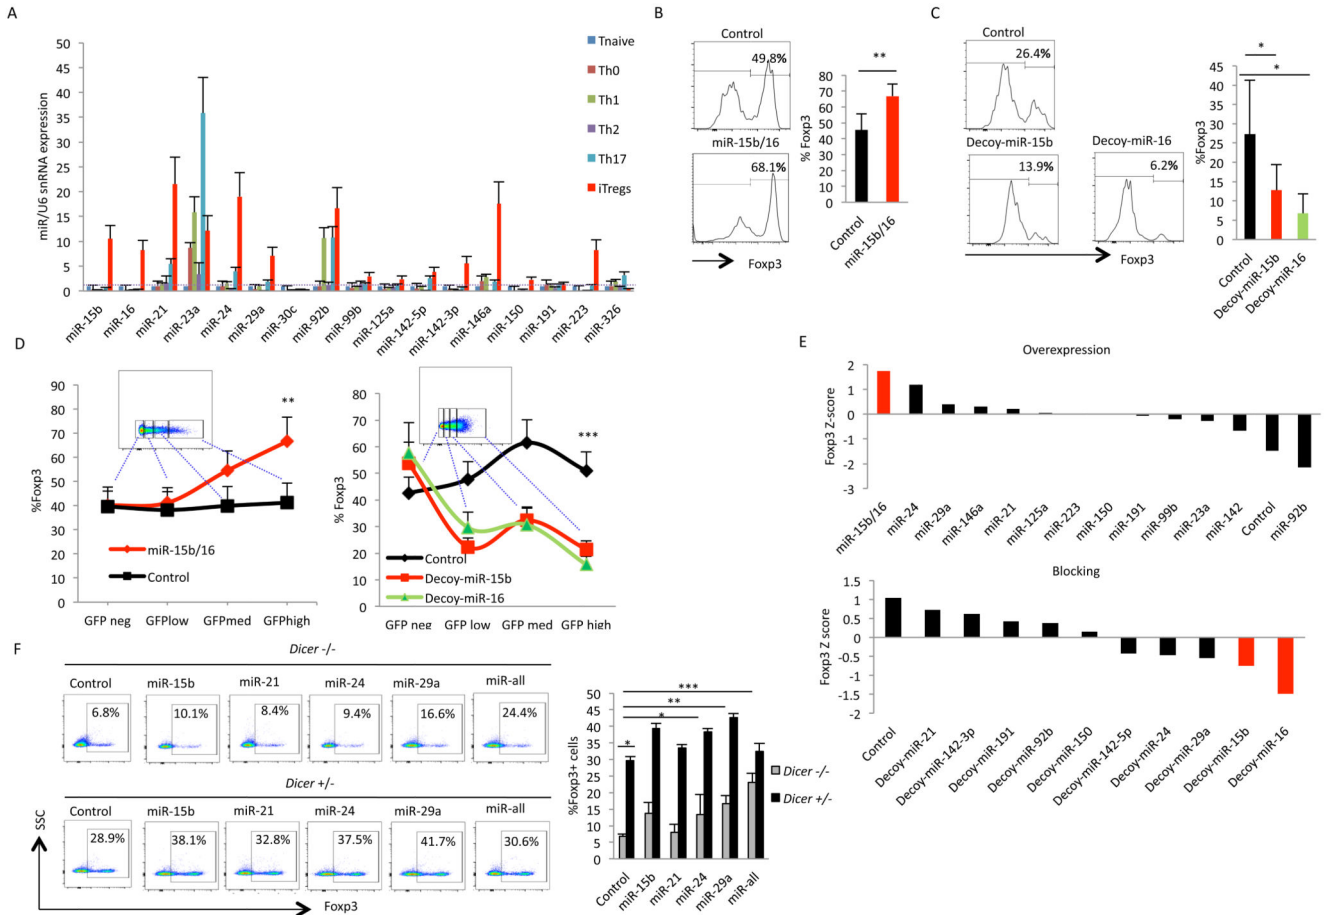 A
50
45
40
35
30
25
20
15
10
5
0
miR/U6 snRNA expression
Tnaive
Th0
Th1
Th2
Th17
iTregs
miR-15b
miR-16
miR-21
miR-23a
miR-24
miR-29a
miR-30c
miR-92b
miR-99b
miR-125a
miR-142-5p
miR-142-3p
miR-146a
miR-150
miR-191
miR-223
miR-326
B
Control
49.8%
miR-15b/16
68.1%
Foxp3
**
80
70
60
50
40
30
20
10
0
% Foxp3
Control
miR-15b/16
C
Control
26.4%
Decoy-miR-15b
13.9%
Decoy-miR-16
6.2%
Foxp3
*
*
45
40
35
30
25
20
15
10
5
0
%Foxp3
Control
Decoy-miR-15b
Decoy-miR-16
D
90
80
70
60
50
40
30
20
10
0
%Foxp3
**
miR-15b/16
Control
GFP neg
GFPlow
GFPmed
GFPhigh
80
70
60
50
40
30
20
10
0
% Foxp3
***
Control
Decoy-miR-15b
Decoy-miR-16
GFP neg
GFP low
GFP med
GFP high
E
Overexpression
2
1
0
-1
-2
-3
Foxp3 Z-score
miR-15b/16
miR-24
miR-29a
miR-146a
miR-21
miR-125a
miR-223
miR-150
miR-191
miR-99b
miR-23a
miR-142
Control
miR-92b
Blocking
1.5
1
0.5
0
-0.5
-1
-1.5
-2
Foxp3 Z score
Control
Decoy-miR-21
Decoy-miR-142-3p
Decoy-miR-191
Decoy-miR-92b
Decoy-miR-150
Decoy-miR-142-5p
Decoy-miR-24
Decoy-miR-29a
Decoy-miR-15b
Decoy-miR-16
F
Dicer -/-
Control
miR-15b
miR-21
miR-24
miR-29a
miR-all
6.8%
10.1%
8.4%
9.4%
16.6%
24.4%
Dicer +/-
Control
miR-15b
miR-21
miR-24
miR-29a
miR-all
28.9%
38.1%
32.8%
37.5%
41.7%
30.6%
SSC
Foxp3
50
45
40
35
30
25
20
15
10
5
0
%Foxp3+ cells
***
**
*
*
Dicer -/-
Dicer +/-
Control
miR-15b
miR-21
miR-24
miR-29a
miR-all